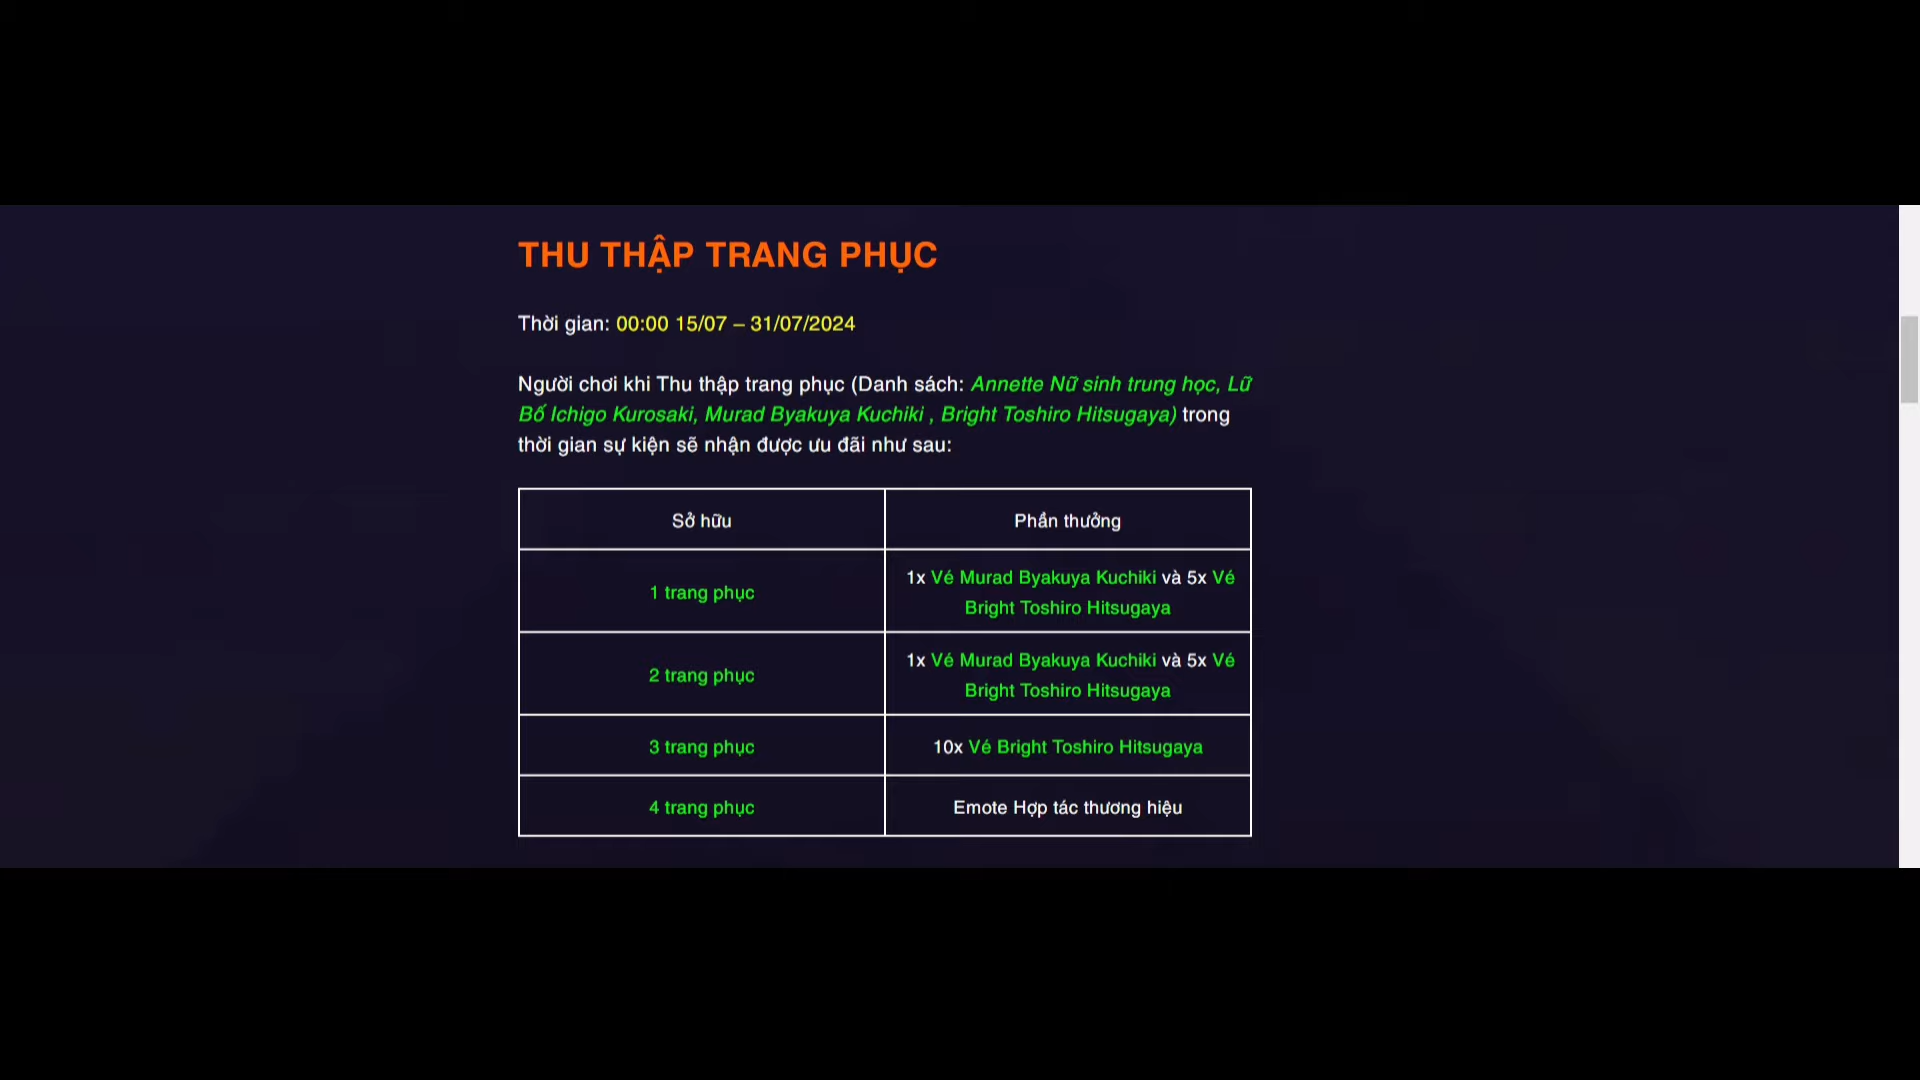 THU THẬP TRANG PHỤC
Thời gian: 00:00 15/07 – 31/07/2024
Người chơi khi Thu thập trang phục (Danh sách: Annette Nữ sinh trung học, Lữ
Bố Ichigo Kurosaki, Murad Byakuya Kuchiki , Bright Toshiro Hitsugaya) trong
thời gian sự kiện sẽ nhận được ưu đãi như sau:
Sở hữu
Phần thưởng
1 trang phục
1x Vé Murad Byakuya Kuchiki và 5x Vé
Bright Toshiro Hitsugaya
2 trang phục
1x Vé Murad Byakuya Kuchiki và 5x Vé
Bright Toshiro Hitsugaya
3 trang phục
10x Vé Bright Toshiro Hitsugaya
4 trang phục
Emote Hợp tác thương hiệu